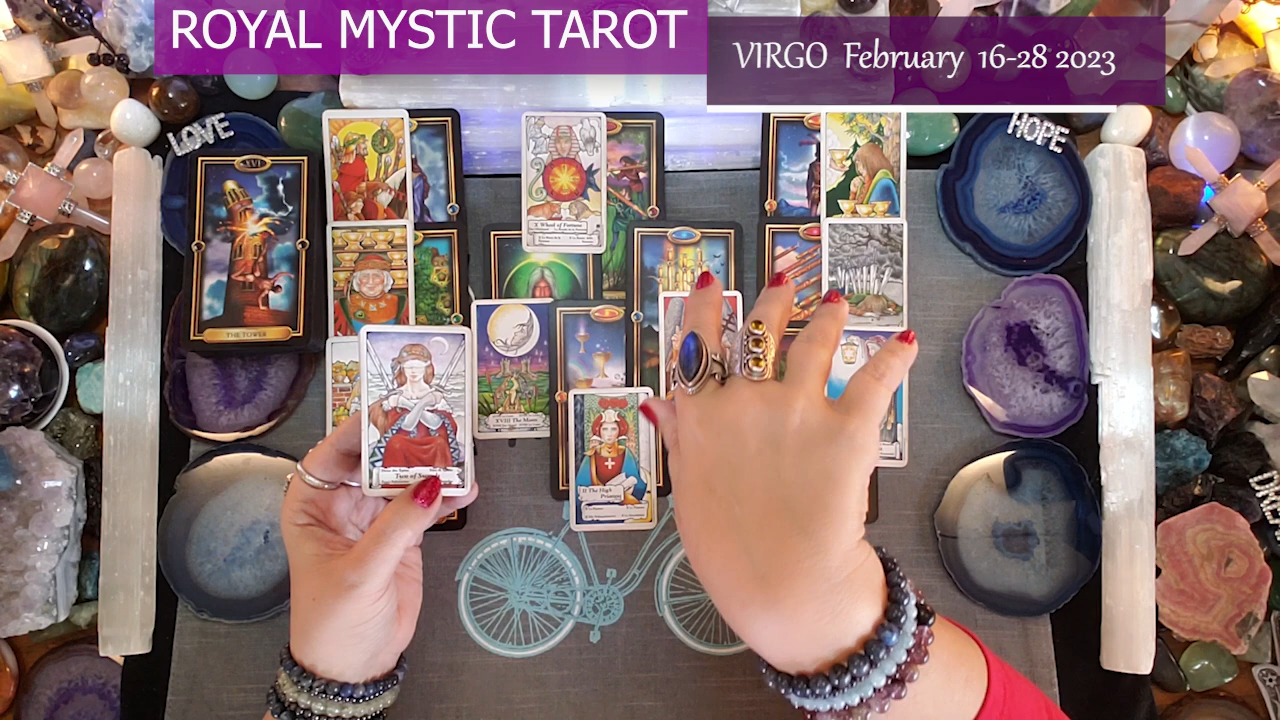 ROYAL MYSTIC TAROT
VIRGO February 16-28 2023
LOVE
HOPE
XVI
THE TOWER
X Wheel of Fortune
XVIII The Moon
Two of Swords
II The High
Priestess